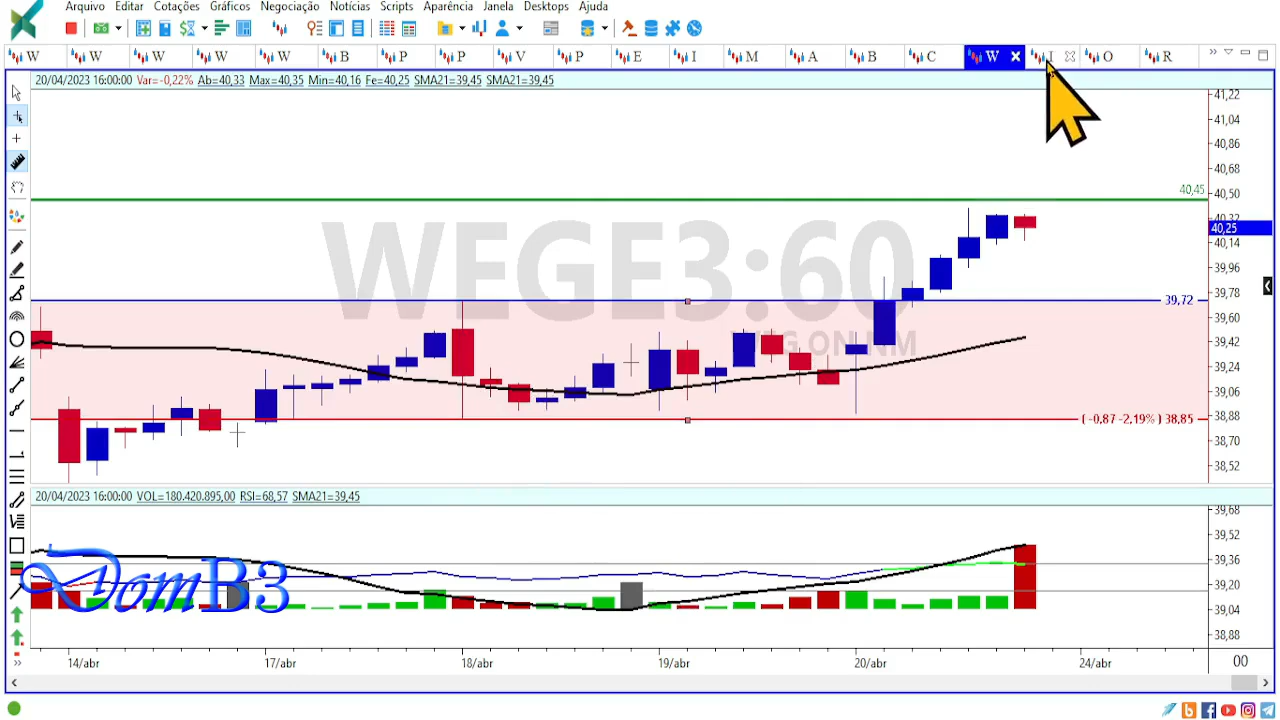 Arquivo Editar Cotações Gráficos Negociação Notícias Scripts Aparência Janela Desktops Ajuda
W W W W W B P P V P E I M A B C W I O R
20/04/2023 16:00:00 Var=-0,22% Ab=40,33 Max=40,35 Min=40,16 Fe=40,25 SMA21=39,45 SMA21=39,45
41,22
41,04
40,86
40,68
40,50
40,45
40,32
40,25
40,14
39,96
39,78
39,72
39,60
39,42
39,24
39,06
38,88
( -0,87 -2,19% ) 38,85
38,70
38,52
WEGE3:60
WEG ON NM
20/04/2023 16:00:00 VOL=180.420.895,00 RSI=68,57 SMA21=39,45
39,68
39,52
39,36
39,20
39,04
38,88
DomB3
14/abr 17/abr 18/abr 19/abr 20/abr 24/abr 00